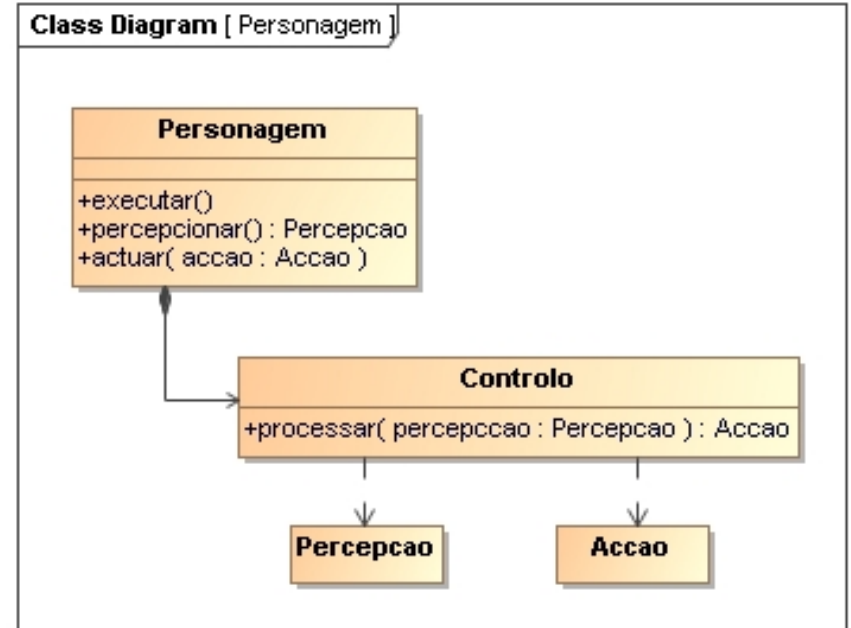 Class Diagram [ Personagem ]
Personagem
+executar()
+percepcionar() : Percepcao
+actuar( accao : Accao )
Controlo
+processar( percepccao : Percepcao ) : Accao
Percepcao
Accao